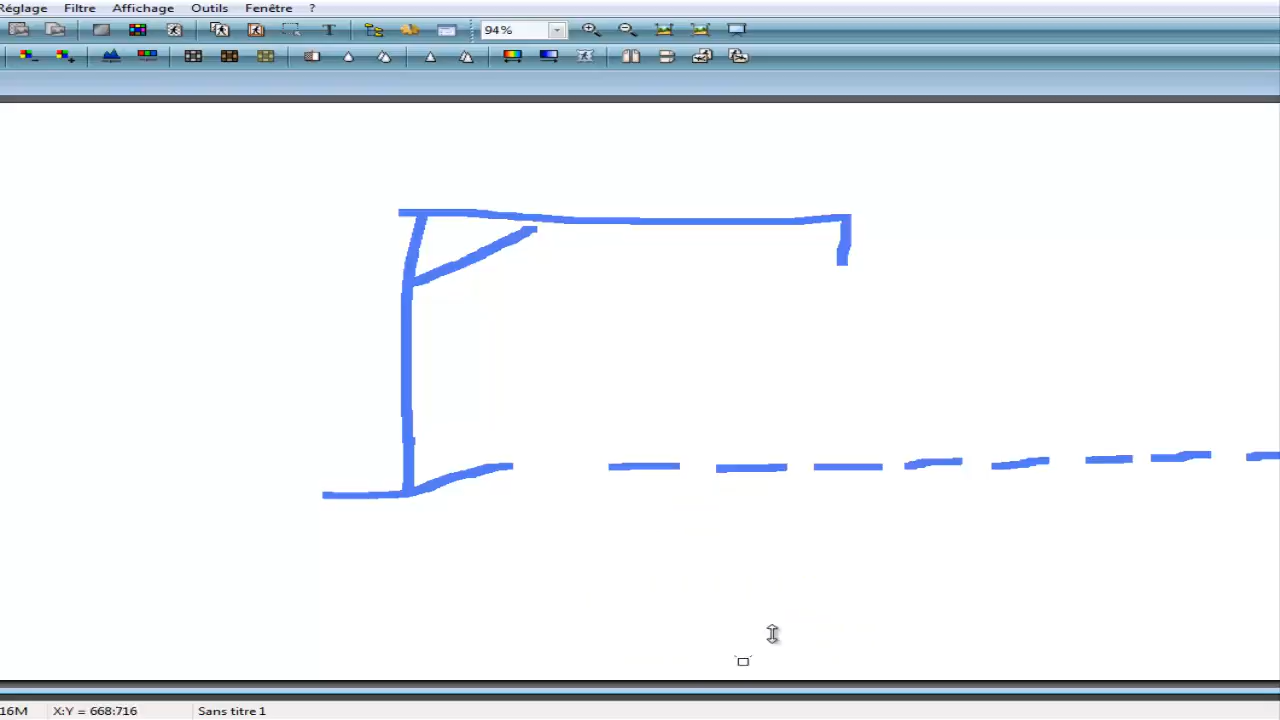 Réglage Filtre Affichage Outils Fenêtre ?
94%
16M X:Y = 668:716 Sans titre 1